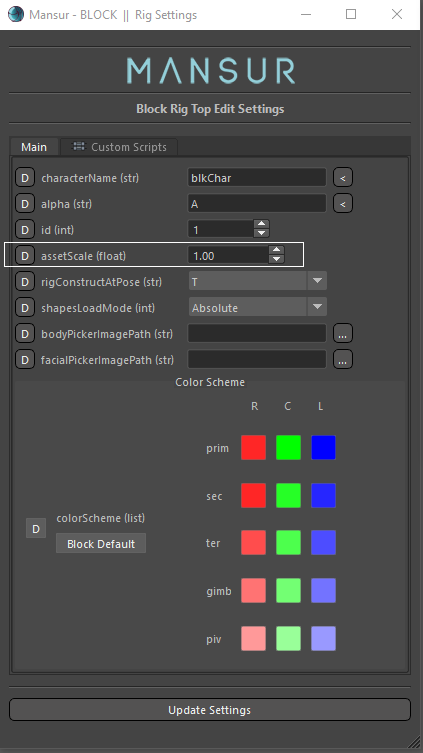 Mansur - BLOCK || Rig Settings
MANSUR
Block Rig Top Edit Settings
Main Custom Scripts
D characterName (str) blkChar <
D alpha (str) A <
D id (int) 1
D assetScale (float) 1.00
D rigConstructAtPose (str) T
D shapesLoadMode (int) Absolute
D bodyPickerImagePath (str) ...
D facialPickerImagePath (str) ...
Color Scheme
R C L
prim
sec
ter
gimb
piv
D colorScheme (list)
Block Default
Update Settings